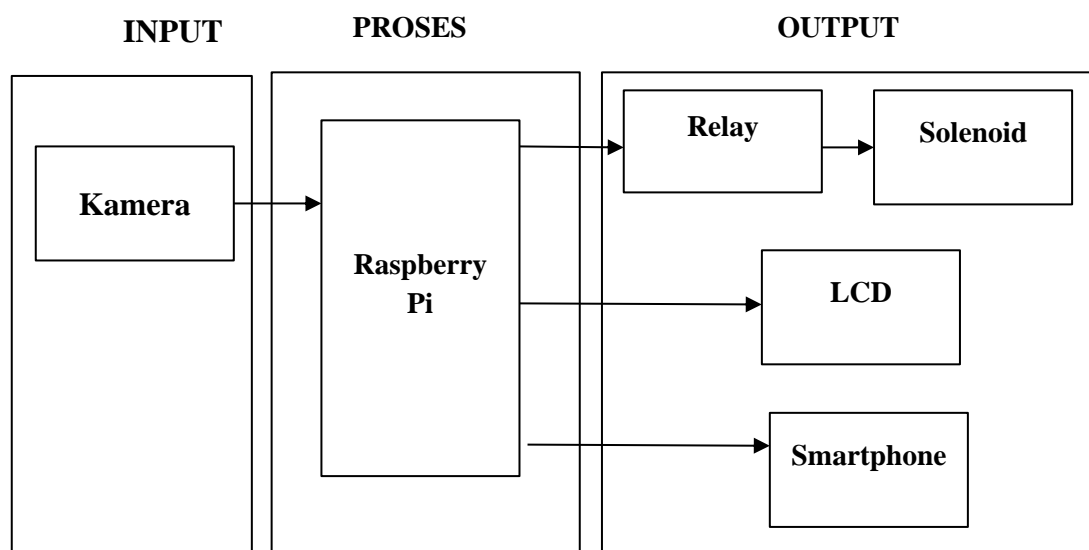 INPUT
PROSES
OUTPUT
Kamera
Raspberry
Pi
Relay
Solenoid
LCD
Smartphone